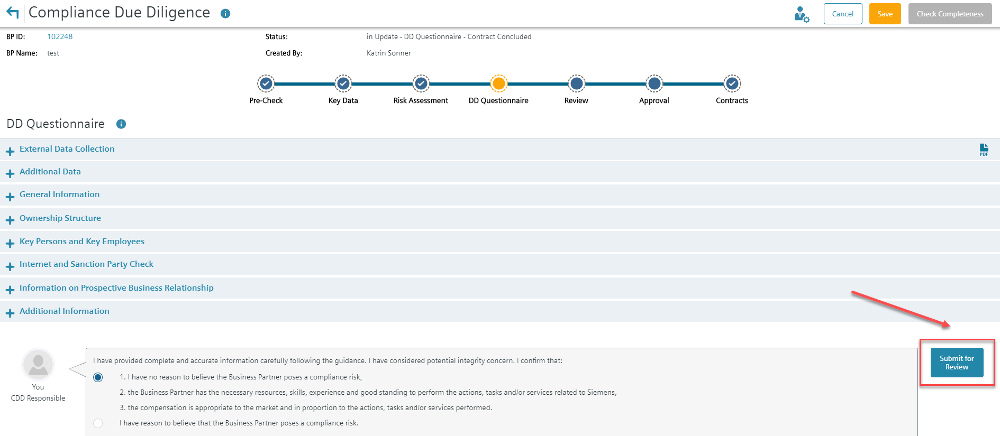 Compliance Due Diligence
Cancel
Save
Check Completeness
BP ID: 102248
Status: in Update - DD Questionnaire - Contract Concluded
BP Name: test
Created By: Katrin Sonner
Pre-Check
Key Data
Risk Assessment
DD Questionnaire
Review
Approval
Contracts
DD Questionnaire
External Data Collection
PDF
Additional Data
General Information
Ownership Structure
Key Persons and Key Employees
Internet and Sanction Party Check
Information on Prospective Business Relationship
Additional Information
You
CDD Responsible
I have provided complete and accurate information carefully following the guidance. I have considered potential integrity concern. I confirm that:
1. I have no reason to believe the Business Partner poses a compliance risk,
2. the Business Partner has the necessary resources, skills, experience and good standing to perform the actions, tasks and/or services related to Siemens,
3. the compensation is appropriate to the market and in proportion to the actions, tasks and/or services performed.
I have reason to believe that the Business Partner poses a compliance risk.
Submit for
Review